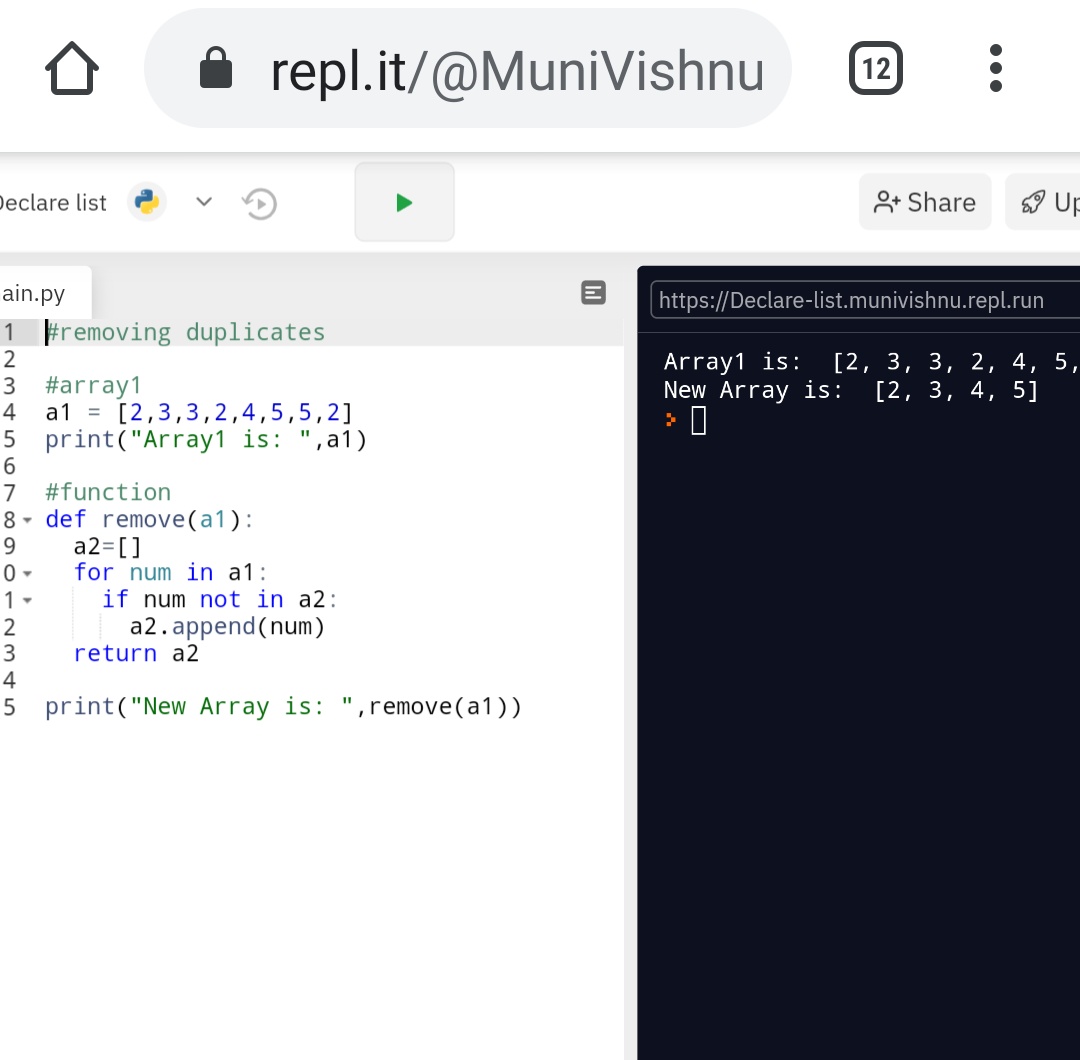 repl.it/@MuniVishnu
12
Declare list
Share
Up
ain.py
https://Declare-list.munivishnu.repl.run
1 #removing duplicates
2
3 #array1
4 a1 = [2,3,3,2,4,5,5,2]
5 print("Array1 is: ",a1)
6
7 #function
8 def remove(a1):
9   a2=[]
0   for num in a1:
1     if num not in a2:
2       a2.append(num)
3   return a2
4
5 print("New Array is: ",remove(a1))
Array1 is:  [2, 3, 3, 2, 4, 5,
New Array is:  [2, 3, 4, 5]